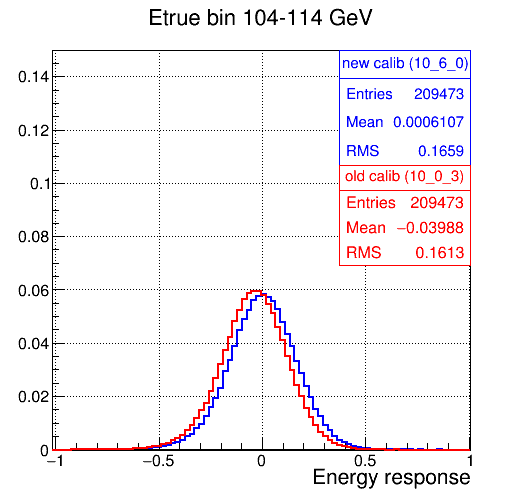 Etrue bin 104-114 GeV
new calib (10_6_0)
Entries 209473
Mean 0.0006107
RMS 0.1659
old calib (10_0_3)
Entries 209473
Mean −0.03988
RMS 0.1613
0.14
0.12
0.1
0.08
0.06
0.04
0.02
0
−1 −0.5 0 0.5 1
Energy response